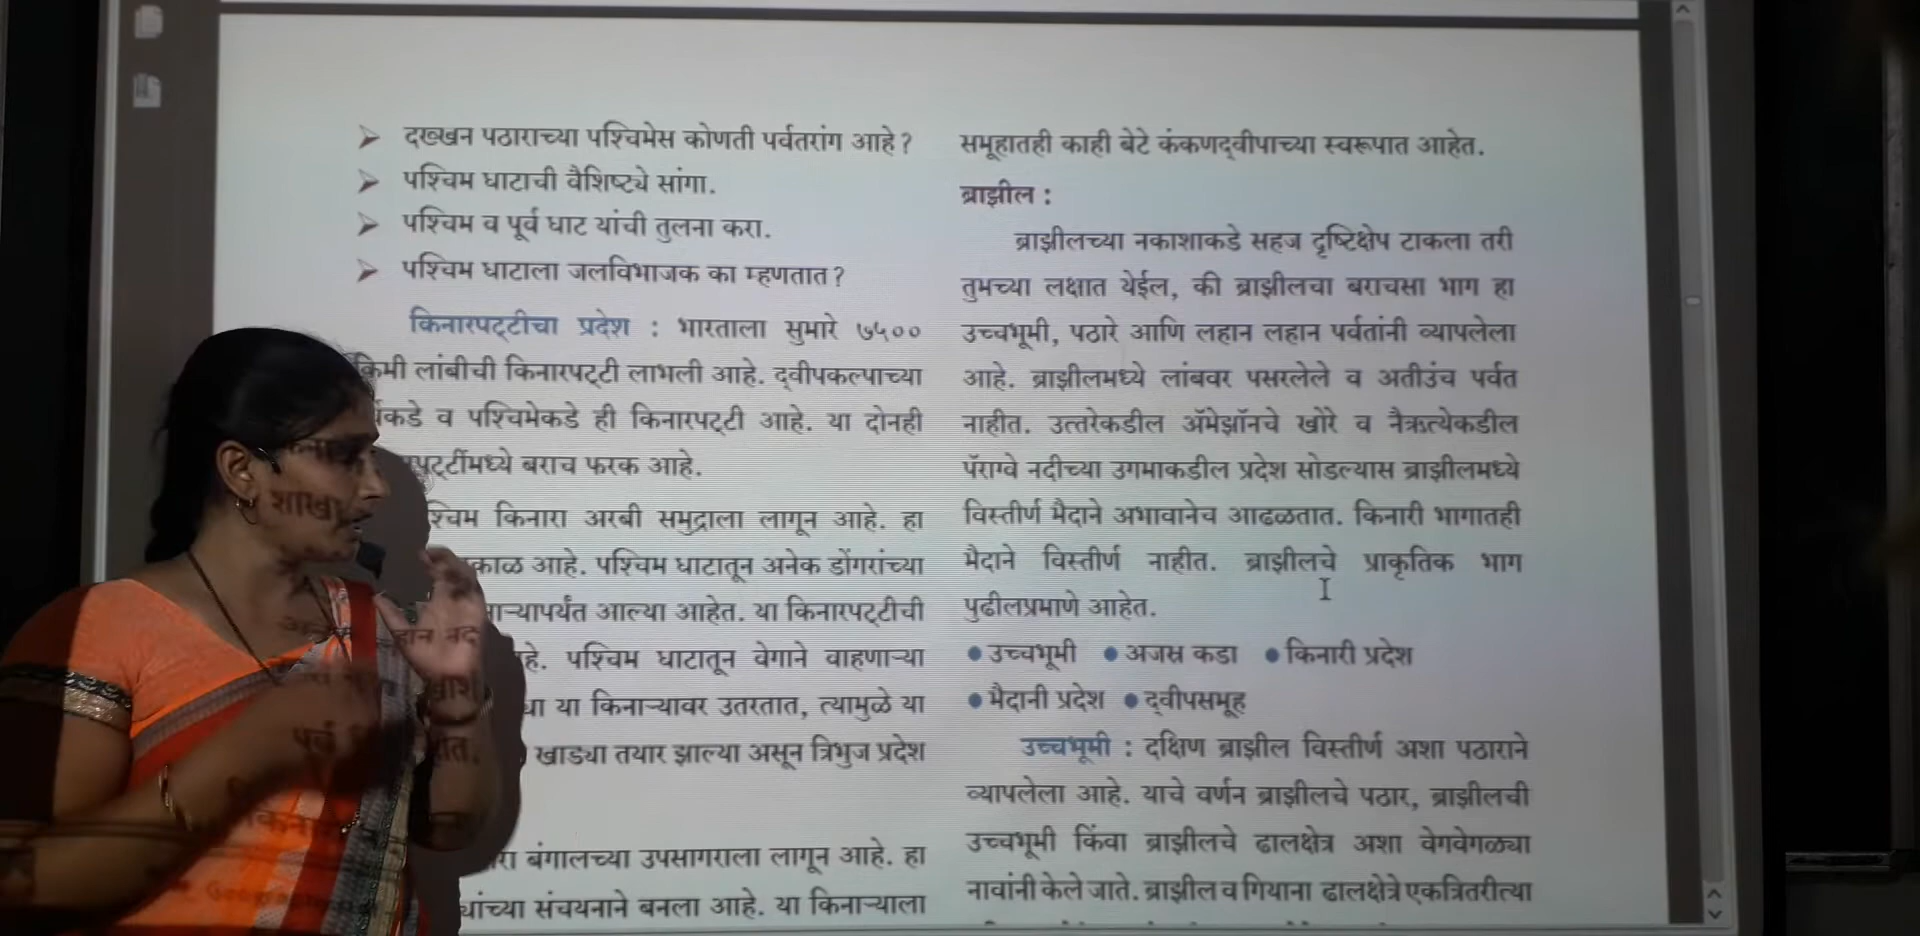 दख्खन पठाराच्या पश्चिमेस कोणती पर्वतरांग आहे?
पश्चिम घाटाची वैशिष्ट्ये सांगा.
पश्चिम व पूर्व घाट यांची तुलना करा.
पश्चिम घाटाला जलविभाजक का म्हणतात?
किनारपट्टीचा प्रदेश : भारताला सुमारे ७५००
किमी लांबीची किनारपट्टी लाभली आहे. द्वीपकल्पाच्या
व पश्चिमेकडे ही किनारपट्टी आहे. या दोनही
बराच फरक आहे.
किनारा अरबी समुद्राला लागून आहे. हा
आहे. पश्चिम घाटातून अनेक डोंगरांच्या
आल्या आहेत. या किनारपट्टीची
पश्चिम घाटातून वेगाने वाहणाऱ्या
या किनाऱ्यावर उतरतात, त्यामुळे या
खाड्या तयार झाल्या असून त्रिभुज प्रदेश
बंगालच्या उपसागराला लागून आहे. हा
संचयनाने बनला आहे. या किनाऱ्याला
समूहातही काही बेटे कंकणद्वीपाच्या स्वरूपात आहेत.
ब्राझील :
ब्राझीलच्या नकाशाकडे सहज दृष्टिक्षेप टाकला तरी
तुमच्या लक्षात येईल, की ब्राझीलचा बराचसा भाग हा
उच्चभूमी, पठारे आणि लहान लहान पर्वतांनी व्यापलेला
आहे. ब्राझीलमध्ये लांबवर पसरलेले व अतीउंच पर्वत
नाहीत. उत्तरेकडील ॲमेझॉनचे खोरे व नैऋत्येकडील
पॅराग्वे नदीच्या उगमाकडील प्रदेश सोडल्यास ब्राझीलमध्ये
विस्तीर्ण मैदाने अभावानेच आढळतात. किनारी भागातही
मैदाने विस्तीर्ण नाहीत. ब्राझीलचे प्राकृतिक भाग
पुढीलप्रमाणे आहेत.
● उच्चभूमी ● अजस्र कडा ● किनारी प्रदेश
● मैदानी प्रदेश ● द्वीपसमूह
उच्चभूमी : दक्षिण ब्राझील विस्तीर्ण अशा पठाराने
व्यापलेला आहे. याचे वर्णन ब्राझीलचे पठार, ब्राझीलची
उच्चभूमी किंवा ब्राझीलचे ढालक्षेत्र अशा वेगवेगळ्या
नावांनी केले जाते. ब्राझील व गियाना ढालक्षेत्रे एकत्रितरीत्या